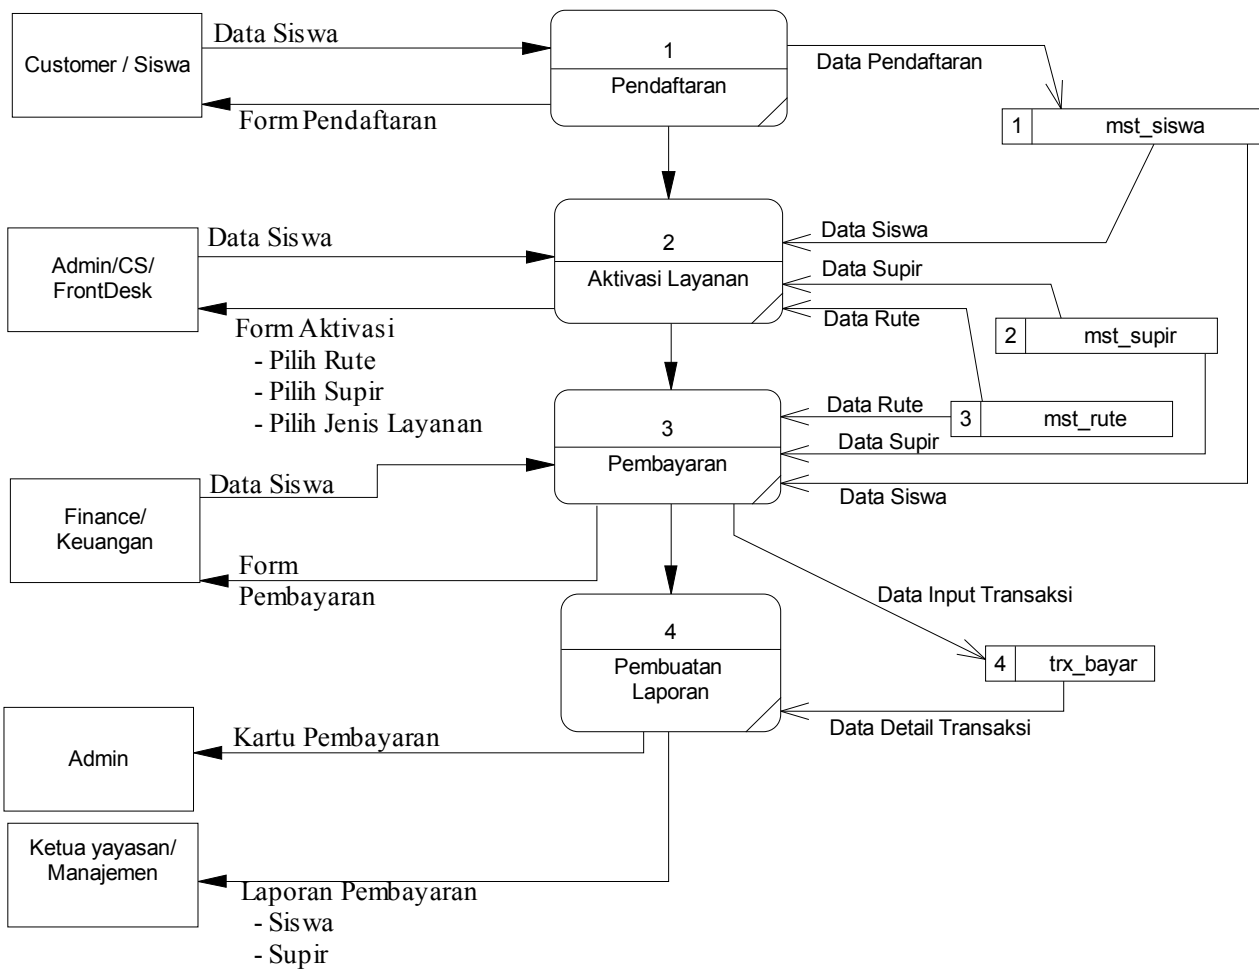 Data Siswa
1
Pendaftaran
Customer / Siswa
Form Pendaftaran
Data Pendaftaran
1
mst_siswa
Data Siswa
2
Aktivasi Layanan
Admin/CS/
FrontDesk
Form Aktivasi
- Pilih Rute
- Pilih Supir
- Pilih Jenis Layanan
Data Siswa
Data Supir
Data Rute
2
mst_supir
3
mst_rute
3
Pembayaran
Data Rute
Data Supir
Data Siswa
Data Siswa
Finance/
Keuangan
Form
Pembayaran
Data Input Transaksi
4
trx_bayar
Data Detail Transaksi
4
Pembuatan
Laporan
Kartu Pembayaran
Admin
Ketua yayasan/
Manajemen
Laporan Pembayaran
- Siswa
- Supir